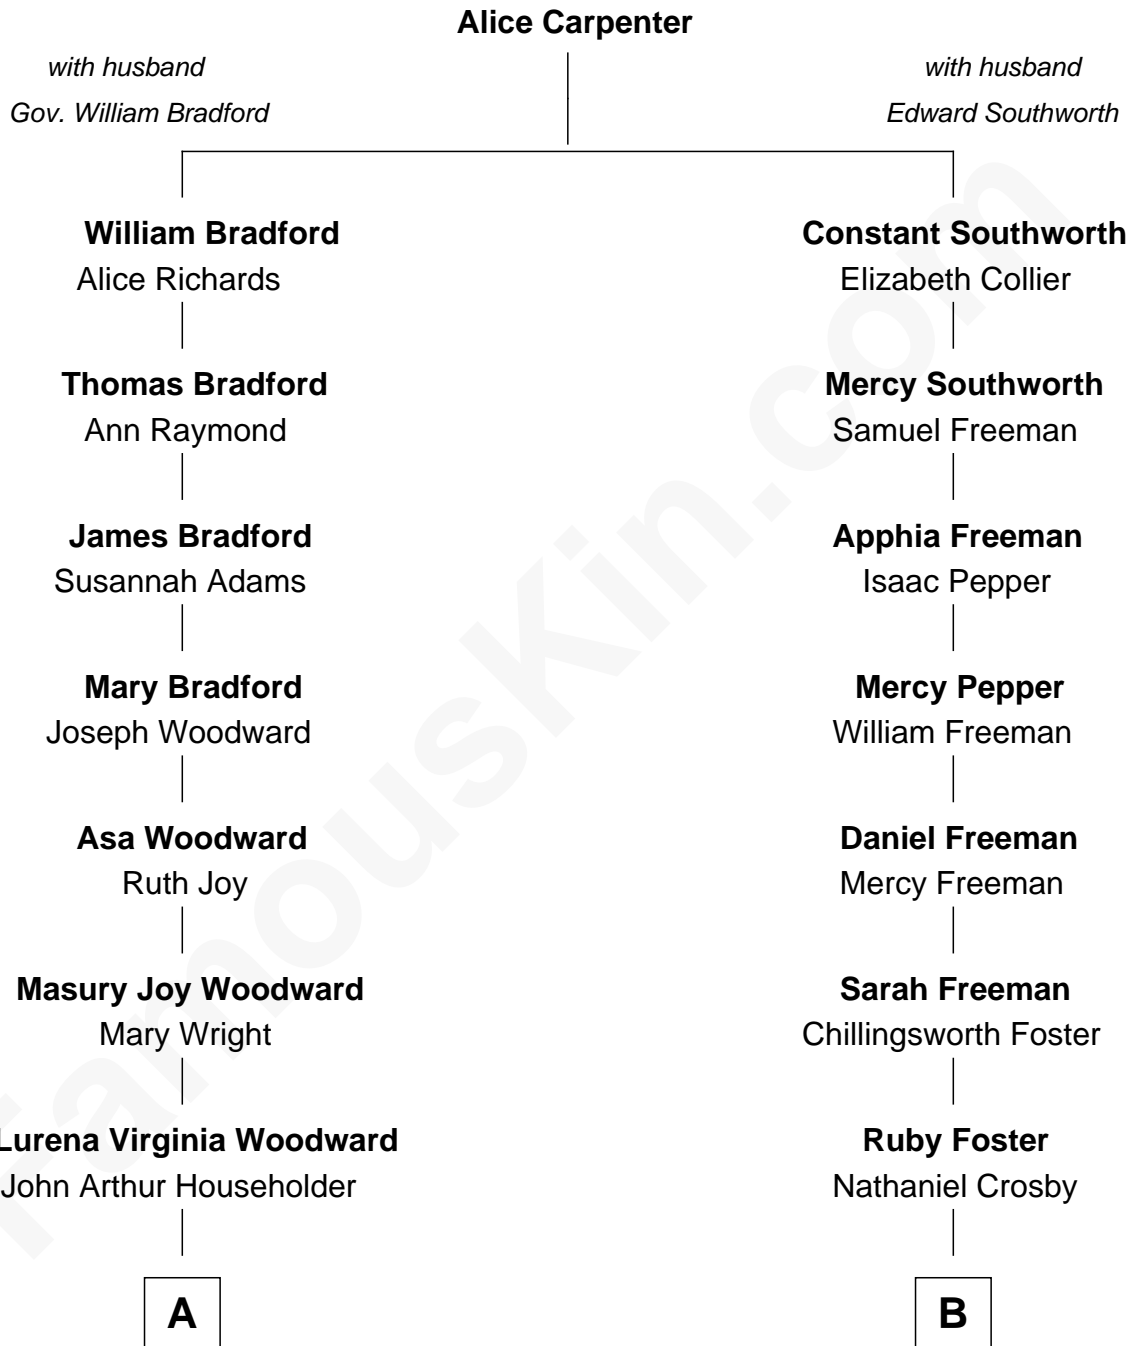 Alice Carpenter
with husband
Gov. William Bradford
with husband
Edward Southworth
William Bradford
Alice Richards
Constant Southworth
Elizabeth Collier
Thomas Bradford
Ann Raymond
Mercy Southworth
Samuel Freeman
James Bradford
Susannah Adams
Apphia Freeman
Isaac Pepper
Mary Bradford
Joseph Woodward
Mercy Pepper
William Freeman
Asa Woodward
Ruth Joy
Daniel Freeman
Mercy Freeman
Masury Joy Woodward
Mary Wright
Sarah Freeman
Chillingsworth Foster
Lurena Virginia Woodward
John Arthur Householder
Ruby Foster
Nathaniel Crosby
A
B
FamousKin.com